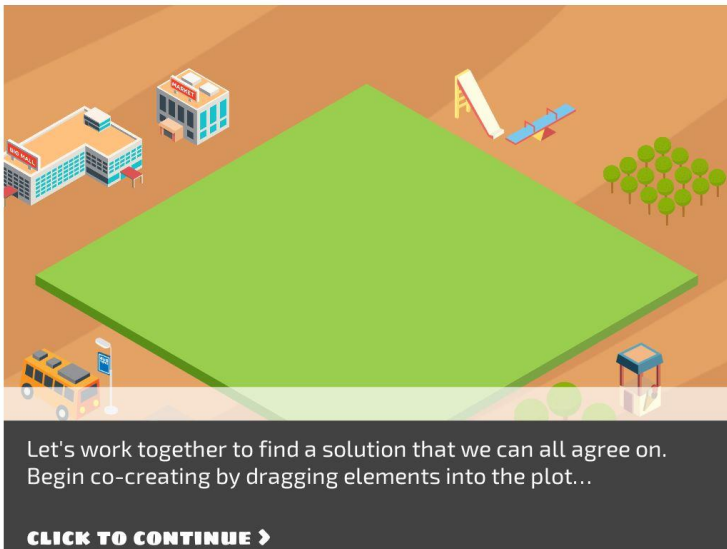 MARKET
BIG MALL
Let's work together to find a solution that we can all agree on.
Begin co-creating by dragging elements into the plot...
CLICK TO CONTINUE ❯